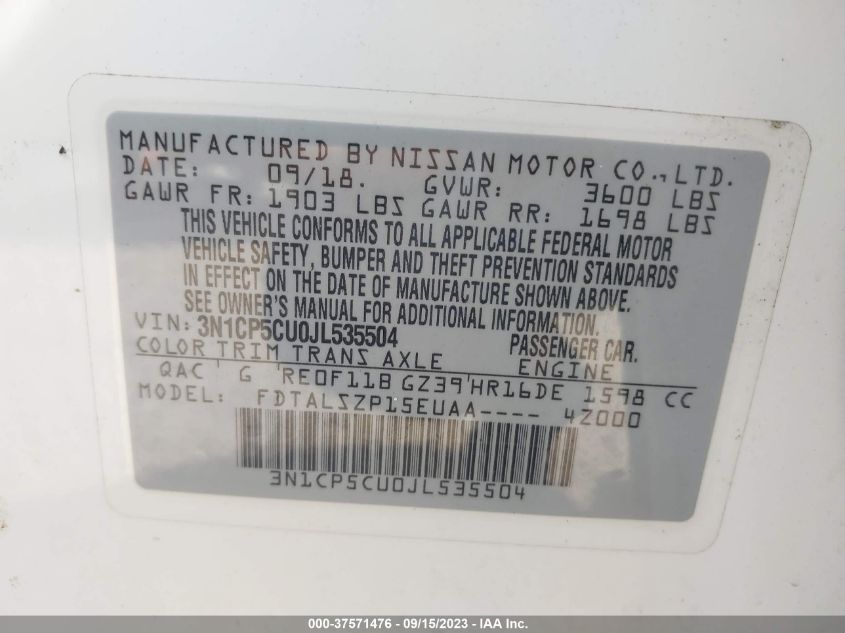 MANUFACTURED BY NISSAN MOTOR CO., LTD.
DATE: 09/18. GVWR: 3600 LBS
GAWR FR: 1903 LBS GAWR RR: 1698 LBS
THIS VEHICLE CONFORMS TO ALL APPLICABLE FEDERAL MOTOR
VEHICLE SAFETY, BUMPER AND THEFT PREVENTION STANDARDS
IN EFFECT ON THE DATE OF MANUFACTURE SHOWN ABOVE.
SEE OWNER'S MANUAL FOR ADDITIONAL INFORMATION.
VIN: 3N1CP5CU0JL535504 PASSENGER CAR.
COLOR TRIM TRANS AXLE ENGINE
QAC G RE0F11B GZ39 HR16DE 1598 CC
MODEL: FDTALSZP15EUAA---- 4Z000
3N1CP5CU0JL535504
000-37571476 - 09/15/2023 - IAA Inc.